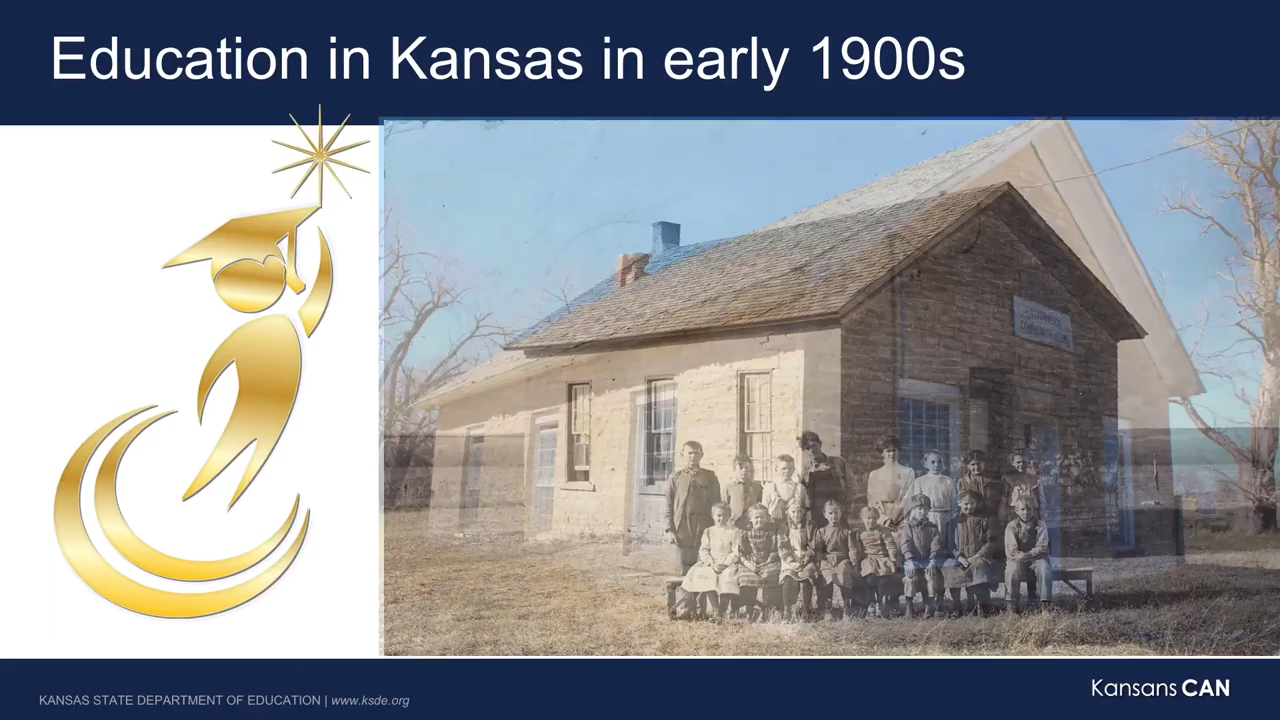 Education in Kansas in early 1900s
KANSAS STATE DEPARTMENT OF EDUCATION | www.ksde.org
Kansans CAN